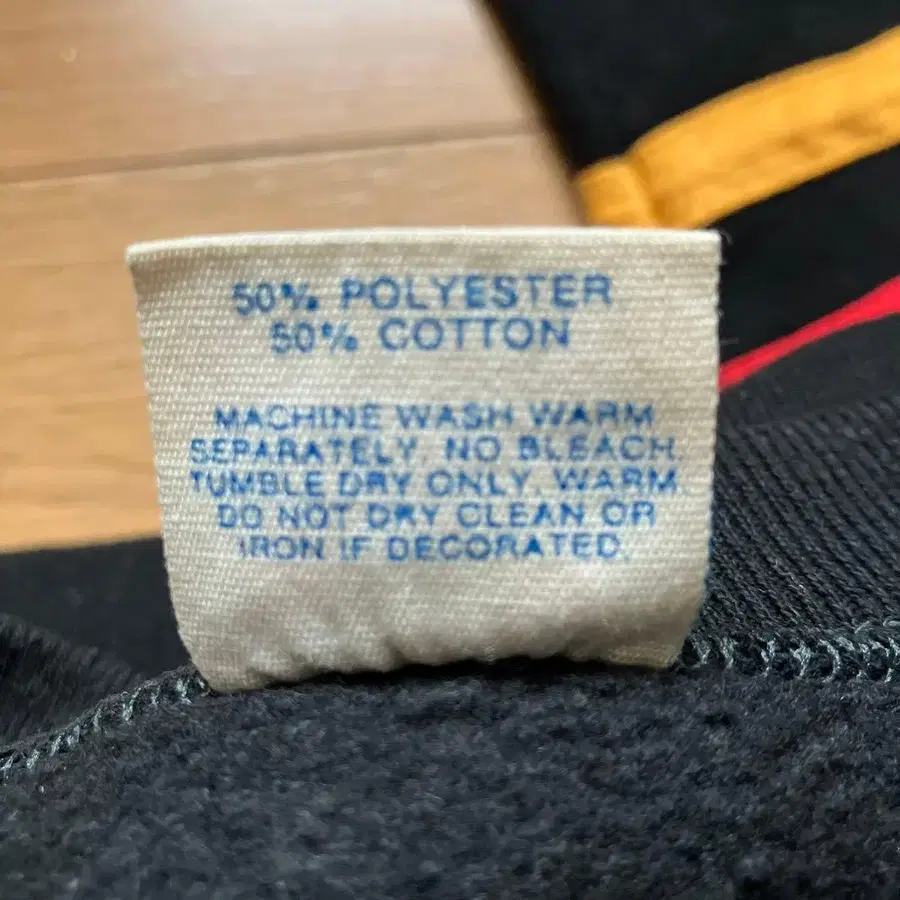 50% POLYESTER
50% COTTON
MACHINE WASH WARM
SEPARATELY. NO BLEACH.
TUMBLE DRY ONLY, WARM.
DO NOT DRY CLEAN OR
IRON IF DECORATED.